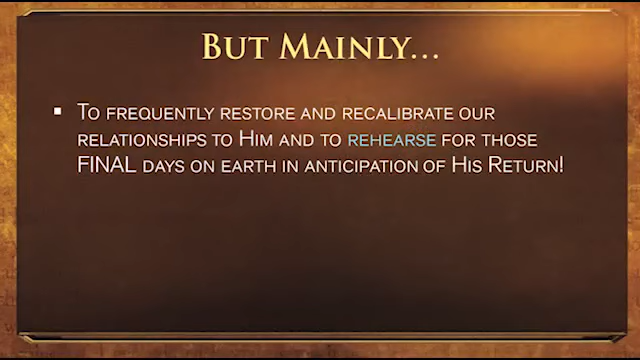 But Mainly...
▪ To frequently restore and recalibrate our
relationships to Him and to rehearse for those
FINAL days on earth in anticipation of His Return!